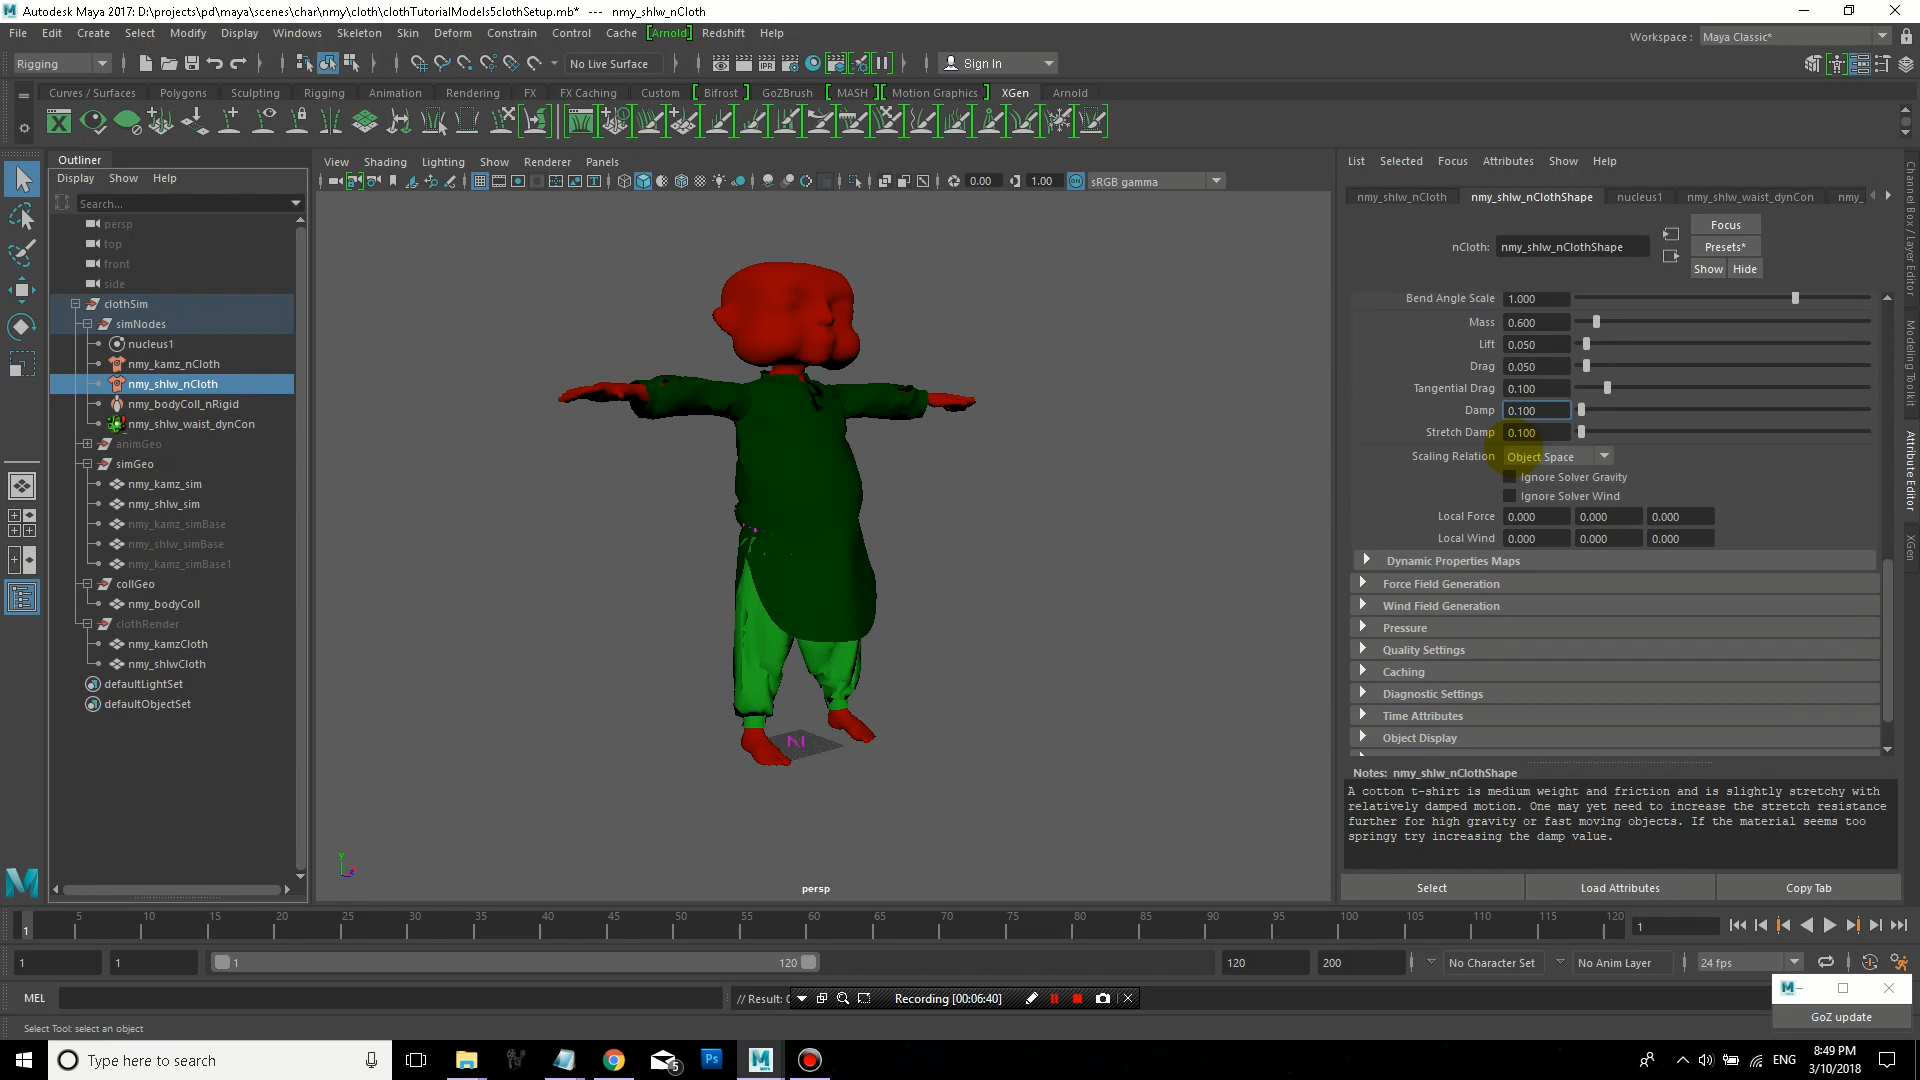 Autodesk Maya 2017: D:\projects\pd\maya\scenes\char\nmy\cloth\clothTutorialModels5clothSetup.mb* --- nmy_shlw_nCloth
File Edit Create Select Modify Display Windows Skeleton Skin Deform Constrain Control Cache [Arnold] Redshift Help
Workspace : Maya Classic*
Rigging No Live Surface Sign In
Curves / Surfaces Polygons Sculpting Rigging Animation Rendering FX FX Caching Custom [ Bifrost ] GoZBrush [ MASH ] [ Motion Graphics ] XGen Arnold
IPR
Outliner
Display Show Help
Search...
persp
top
front
side
clothSim
simNodes
nucleus1
nmy_kamz_nCloth
nmy_shlw_nCloth
nmy_bodyColl_nRigid
nmy_shlw_waist_dynCon
animGeo
simGeo
nmy_kamz_sim
nmy_shlw_sim
nmy_kamz_simBase
nmy_shlw_simBase
nmy_kamz_simBase1
collGeo
nmy_bodyColl
clothRender
nmy_kamzCloth
nmy_shlwCloth
defaultLightSet
defaultObjectSet
View Shading Lighting Show Renderer Panels
0.00 1.00 ON sRGB gamma
N
y
z
persp
List Selected Focus Attributes Show Help
nmy_shlw_nCloth nmy_shlw_nClothShape nucleus1 nmy_shlw_waist_dynCon nmy_
Focus
nCloth: nmy_shlw_nClothShape Presets*
Show Hide
Bend Angle Scale 1.000
Mass 0.600
Lift 0.050
Drag 0.050
Tangential Drag 0.100
Damp 0.100
Stretch Damp 0.100
Scaling Relation Object Space
Ignore Solver Gravity
Ignore Solver Wind
Local Force 0.000 0.000 0.000
Local Wind 0.000 0.000 0.000
Dynamic Properties Maps
Force Field Generation
Wind Field Generation
Pressure
Quality Settings
Caching
Diagnostic Settings
Time Attributes
Object Display
Notes: nmy_shlw_nClothShape
A cotton t-shirt is medium weight and friction and is slightly stretchy with
relatively damped motion. One may yet need to increase the stretch resistance
further for high gravity or fast moving objects. If the material seems too
springy try increasing the damp value.
Select Load Attributes Copy Tab
Channel Box / Layer Editor
Modeling Toolkit
Attribute Editor
XGen
5 10 15 20 25 30 35 40 45 50 55 60 65 70 75 80 85 90 95 100 105 110 115 120
1 1
1 1 1 120 120 200 No Character Set No Anim Layer 24 fps
MEL // Result: Recording [00:06:40]
GoZ update
Select Tool: select an object
Type here to search 5 Ps ENG 8:49 PM
3/10/2018